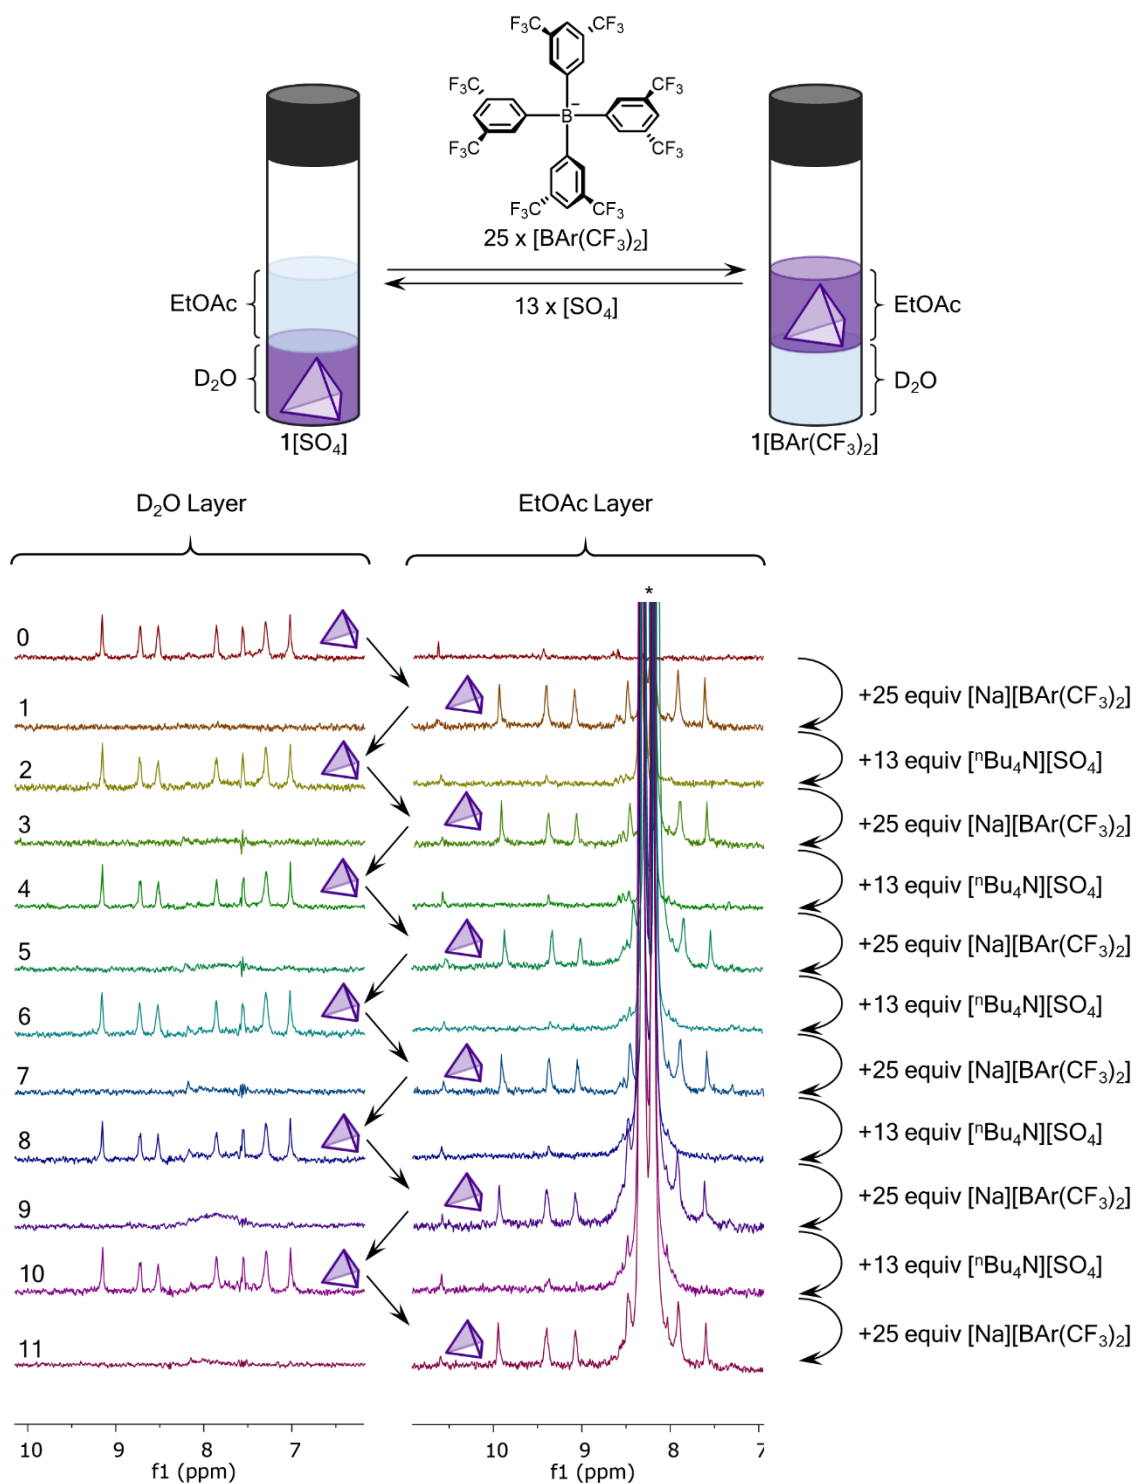 F₃C CF₃
CF₃
F₃C
CF₃
F₃C
B⁻
CF₃
F₃C
F₃C CF₃
25 x [BAr(CF₃)₂]
13 x [SO₄]
EtOAc
D₂O
1[SO₄]
EtOAc
D₂O
1[BAr(CF₃)₂]
D₂O Layer
EtOAc Layer
*
0
+25 equiv [Na][BAr(CF₃)₂]
1
+13 equiv [ⁿBu₄N][SO₄]
2
+25 equiv [Na][BAr(CF₃)₂]
3
+13 equiv [ⁿBu₄N][SO₄]
4
+25 equiv [Na][BAr(CF₃)₂]
5
+13 equiv [ⁿBu₄N][SO₄]
6
+25 equiv [Na][BAr(CF₃)₂]
7
+13 equiv [ⁿBu₄N][SO₄]
8
+25 equiv [Na][BAr(CF₃)₂]
9
+13 equiv [ⁿBu₄N][SO₄]
10
+25 equiv [Na][BAr(CF₃)₂]
11
10 9 8 7
f1 (ppm)
10 9 8 7
f1 (ppm)